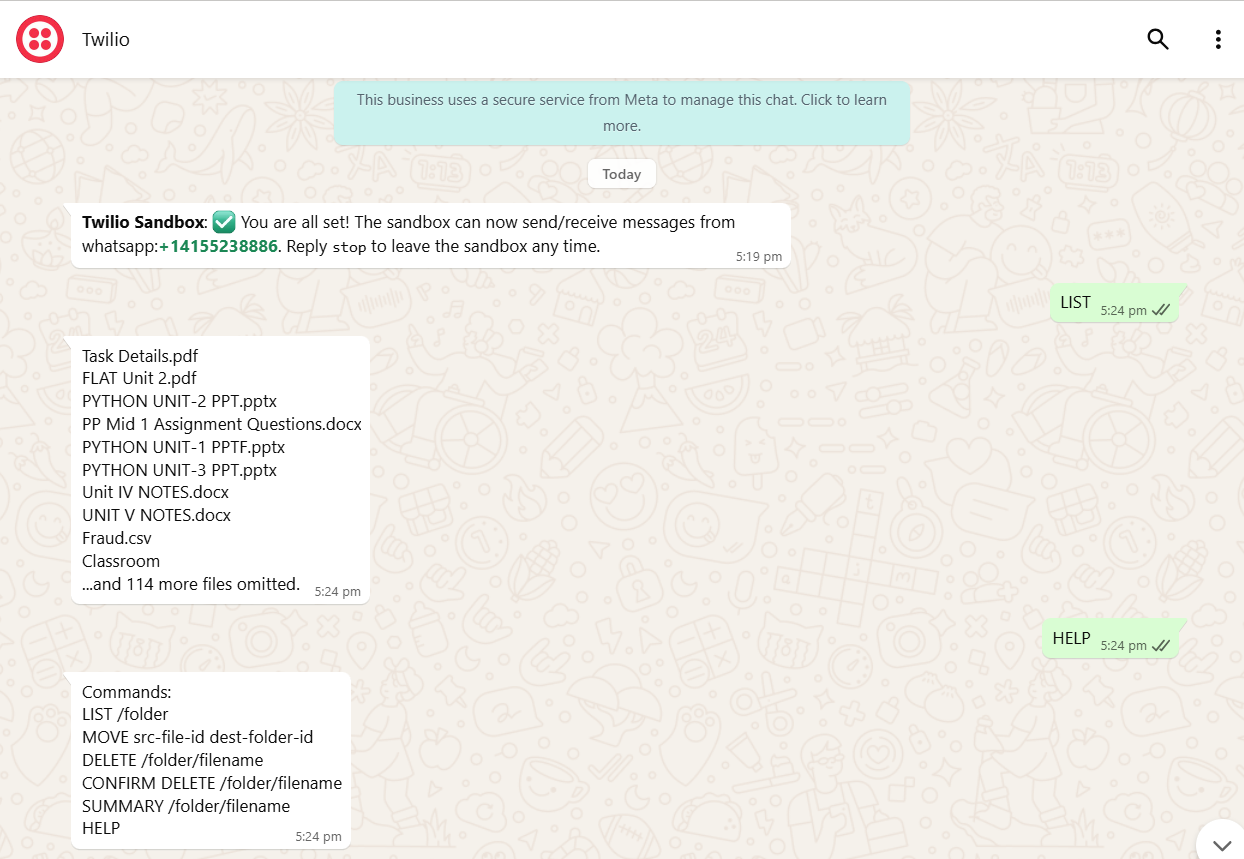 Twilio
This business uses a secure service from Meta to manage this chat. Click to learn
more.
Today
Twilio Sandbox: ✅ You are all set! The sandbox can now send/receive messages from
whatsapp:+14155238886. Reply stop to leave the sandbox any time.
5:19 pm
LIST 5:24 pm
Task Details.pdf
FLAT Unit 2.pdf
PYTHON UNIT-2 PPT.pptx
PP Mid 1 Assignment Questions.docx
PYTHON UNIT-1 PPTF.pptx
PYTHON UNIT-3 PPT.pptx
Unit IV NOTES.docx
UNIT V NOTES.docx
Fraud.csv
Classroom
...and 114 more files omitted. 5:24 pm
HELP 5:24 pm
Commands:
LIST /folder
MOVE src-file-id dest-folder-id
DELETE /folder/filename
CONFIRM DELETE /folder/filename
SUMMARY /folder/filename
HELP 5:24 pm